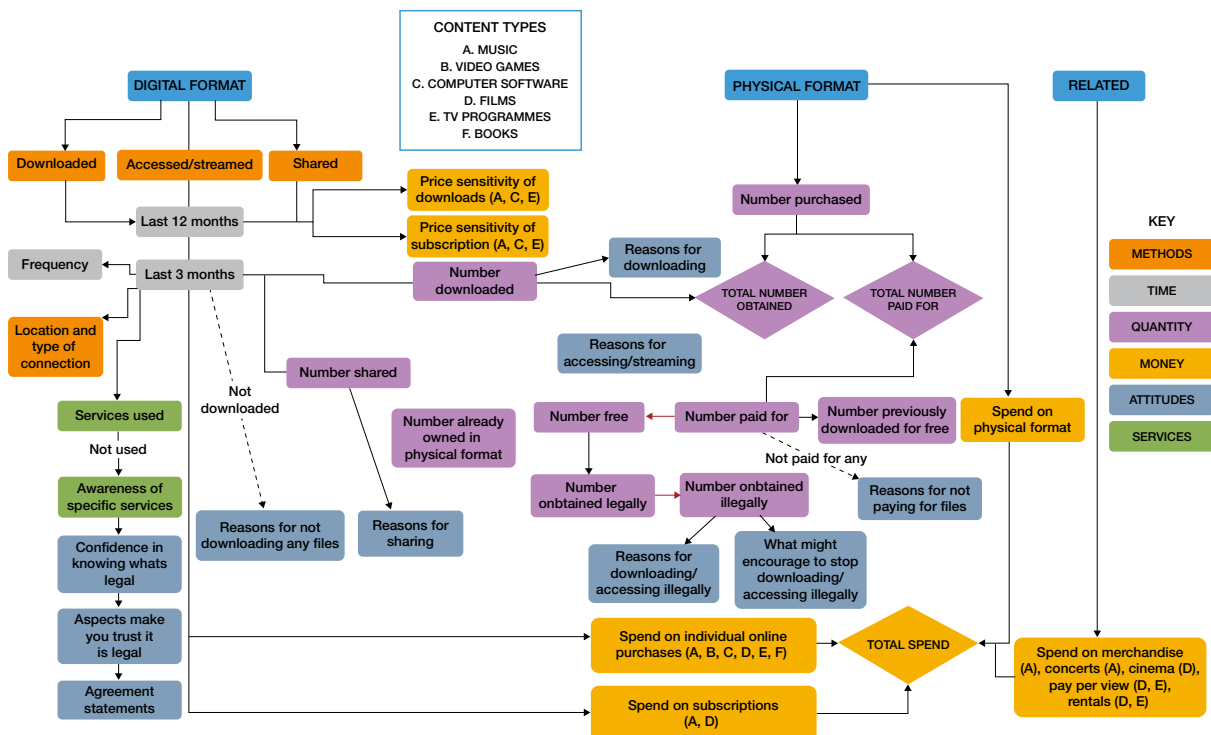 CONTENT TYPES
A. MUSIC
B. VIDEO GAMES
C. COMPUTER SOFTWARE
D. FILMS
E. TV PROGRAMMES
F. BOOKS
DIGITAL FORMAT
PHYSICAL FORMAT
RELATED
Downloaded
Accessed/streamed
Shared
Last 12 months
Price sensitivity of
downloads (A, C, E)
Price sensitivity of
subscription (A, C, E)
Number purchased
Frequency
Last 3 months
Number
downloaded
Reasons for
downloading
TOTAL NUMBER
OBTAINED
TOTAL NUMBER
PAID FOR
Location and
type of
connection
Reasons for
accessing/streaming
Number shared
Not
downloaded
Services used
Not used
Awareness of
specific services
Number already
owned in
physical format
Number free
Number paid for
Number previously
downloaded for free
Spend on
physical format
Not paid for any
Number
onbtained legally
Number onbtained
illegally
Reasons for not
paying for files
Reasons for not
downloading any files
Reasons for
sharing
Confidence in
knowing whats
legal
Reasons for
downloading/
accessing illegally
What might
encourage to stop
downloading/
accessing illegally
Aspects make
you trust it
is legal
Agreement
statements
Spend on individual online
purchases (A, B, C, D, E, F)
TOTAL SPEND
Spend on subscriptions
(A, D)
Spend on merchandise
(A), concerts (A), cinema (D),
pay per view (D, E),
rentals (D, E)
KEY
METHODS
TIME
QUANTITY
MONEY
ATTITUDES
SERVICES